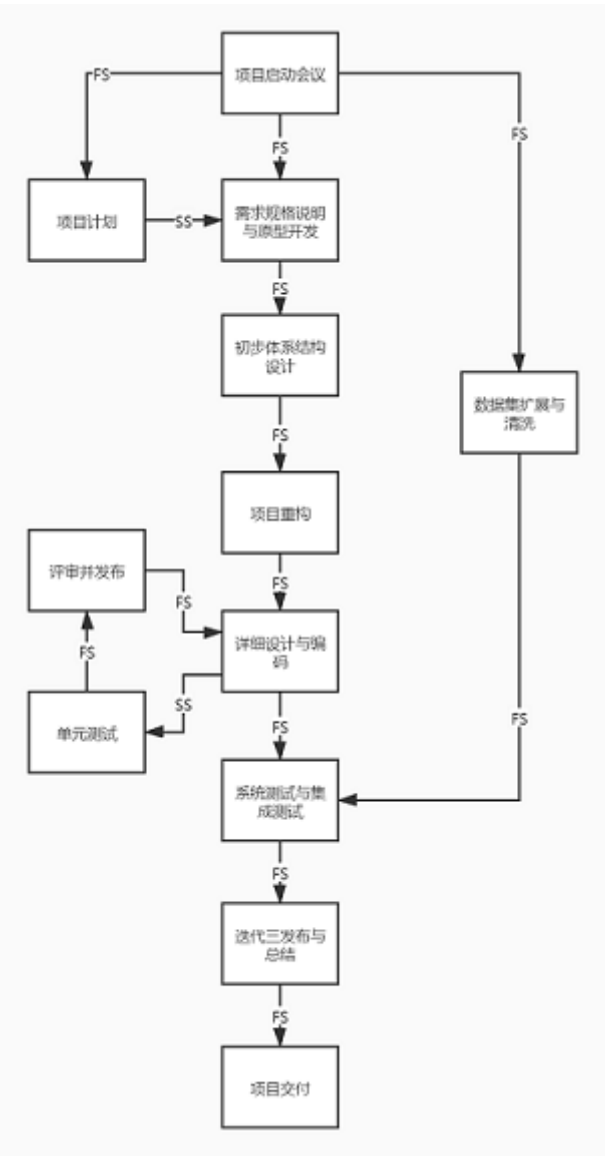 项目启动会议
FS
FS
FS
项目计划
SS
需求规格说明
与原型开发
FS
初步体系结构
设计
数据集扩展与
清洗
FS
项目重构
FS
评审并发布
FS
详细设计与编
码
FS
SS
单元测试
FS
FS
系统测试与集
成测试
FS
迭代三发布与
总结
FS
项目交付